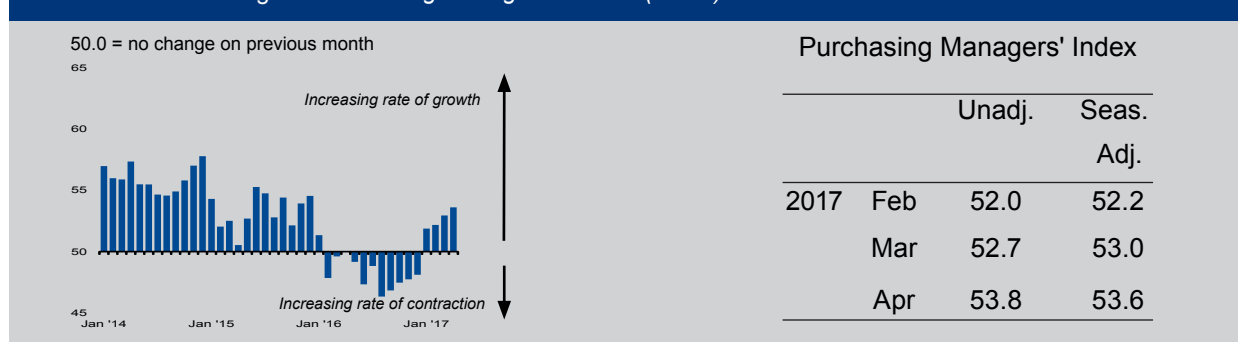 50.0 = no change on previous month
65
Increasing rate of growth
60
55
50
Increasing rate of contraction
45
Jan '14 Jan '15 Jan '16 Jan '17
Purchasing Managers' Index
Unadj. Seas.
Adj.
2017 Feb 52.0 52.2
Mar 52.7 53.0
Apr 53.8 53.6